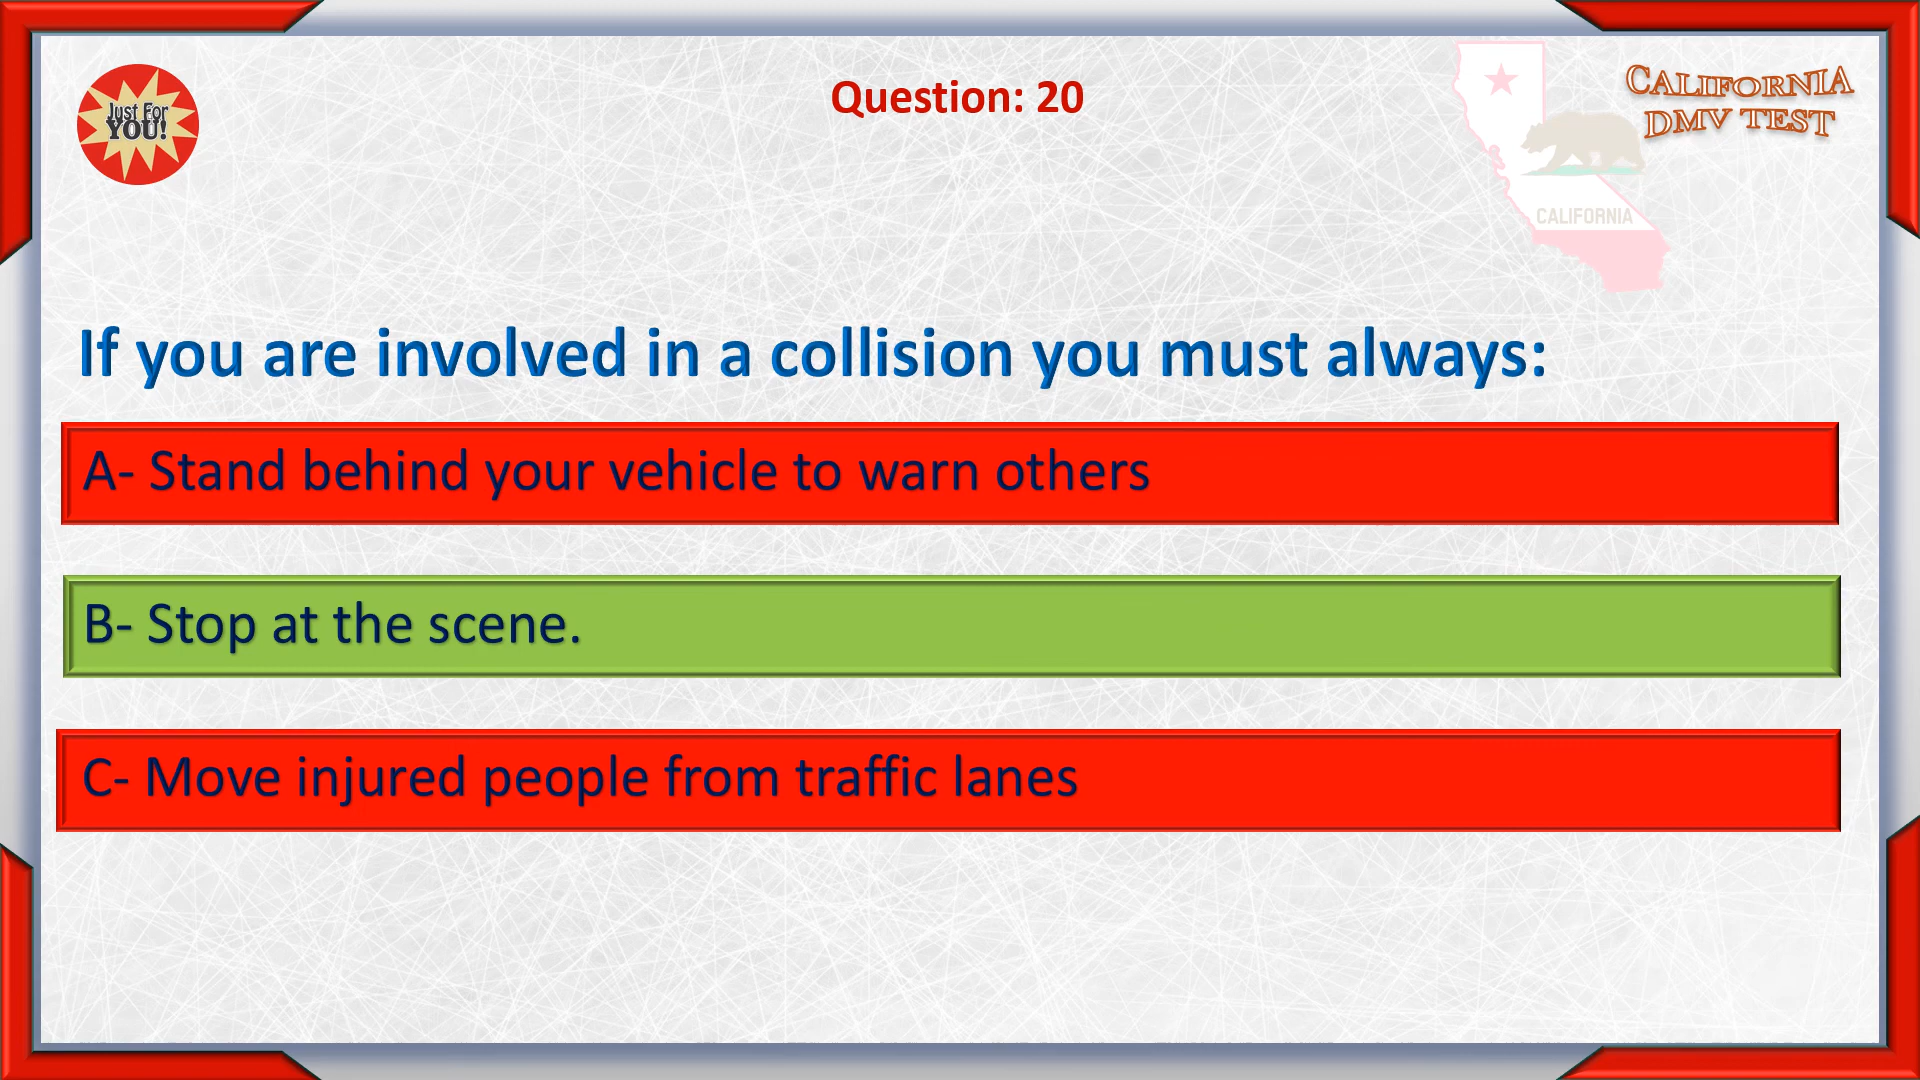 Just For
YOU!
Question: 20
CALIFORNIA
DMV TEST
CALIFORNIA
If you are involved in a collision you must always:
A- Stand behind your vehicle to warn others
B- Stop at the scene.
C- Move injured people from traffic lanes